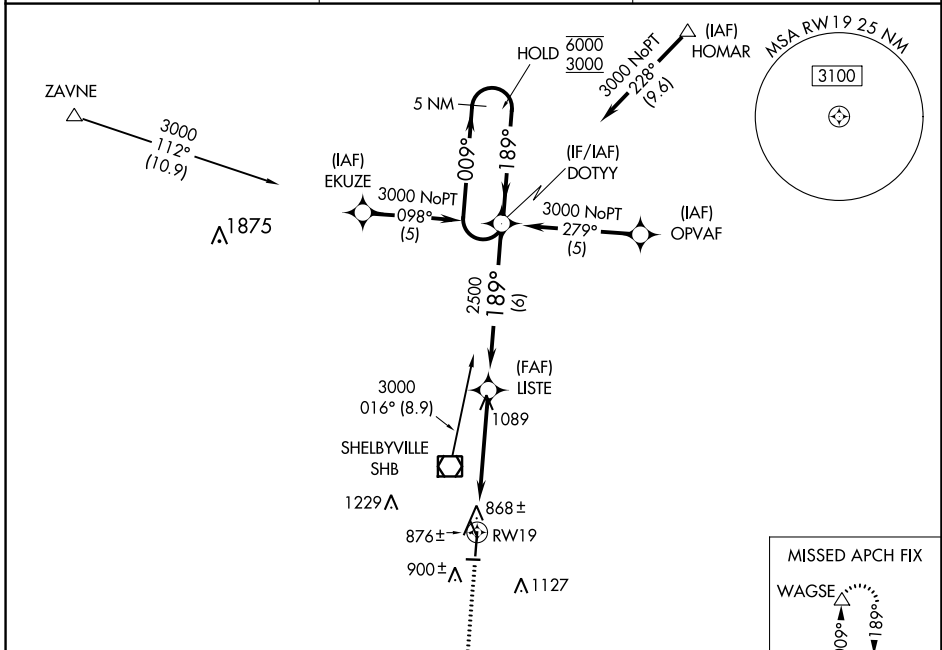 MSA RW19 25 NM
3100
HOLD 6000
3000
3000 NoPT
228°
(9.6)
(IAF)
HOMAR
ZAVNE
3000
112°
(10.9)
5 NM
009°
189°
(IF/IAF)
DOTYY
(IAF)
EKUZE
3000 NoPT
098°
(5)
3000 NoPT
279°
(5)
(IAF)
OPVAF
1875
2500
189°
(6)
(FAF)
LISTE
3000
016° (8.9)
1089
SHELBYVILLE
SHB
1229
868±
876±
RW19
900±
1127
MISSED APCH FIX
WAGSE
189°